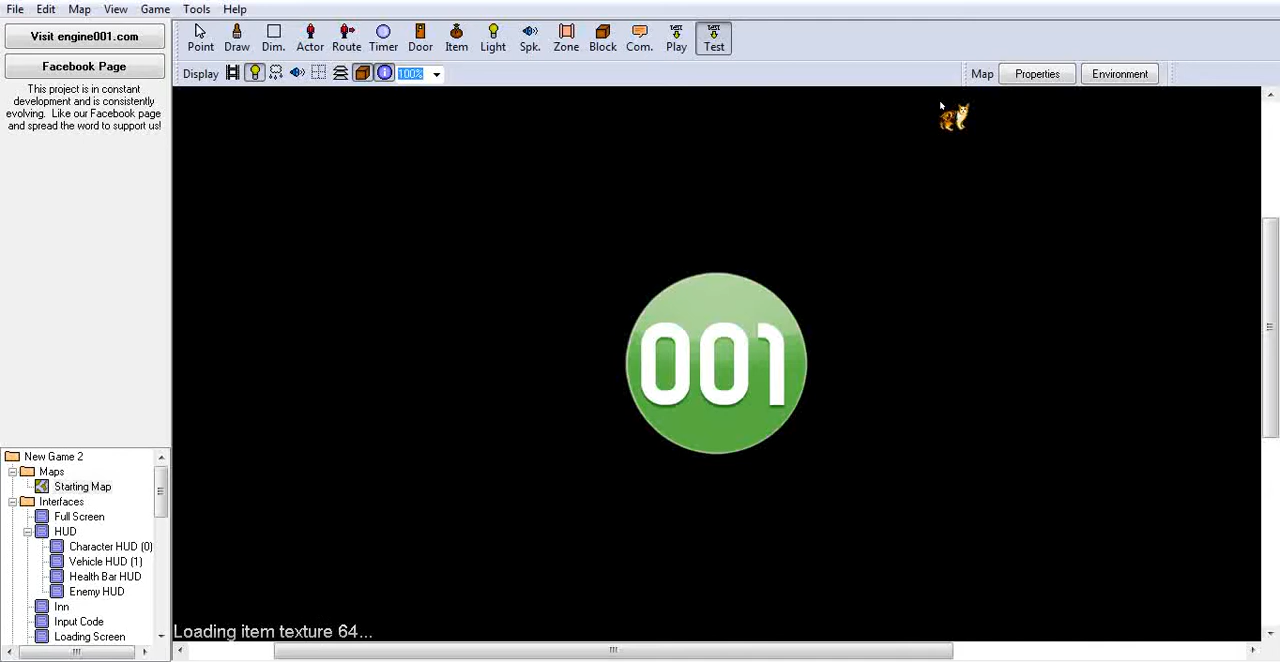 File Edit Map View Game Tools Help
Visit engine001.com
Facebook Page
This project is in constant
development and is consistently
evolving. Like our Facebook page
and spread the word to support us!
Point Draw Dim. Actor Route Timer Door Item Light Spk. Zone Block Com. Play Test
Display 100% Map Properties Environment
001
Loading item texture 64...
New Game 2
Maps
Starting Map
Interfaces
Full Screen
HUD
Character HUD (0)
Vehicle HUD (1)
Health Bar HUD
Enemy HUD
Inn
Input Code
Loading Screen